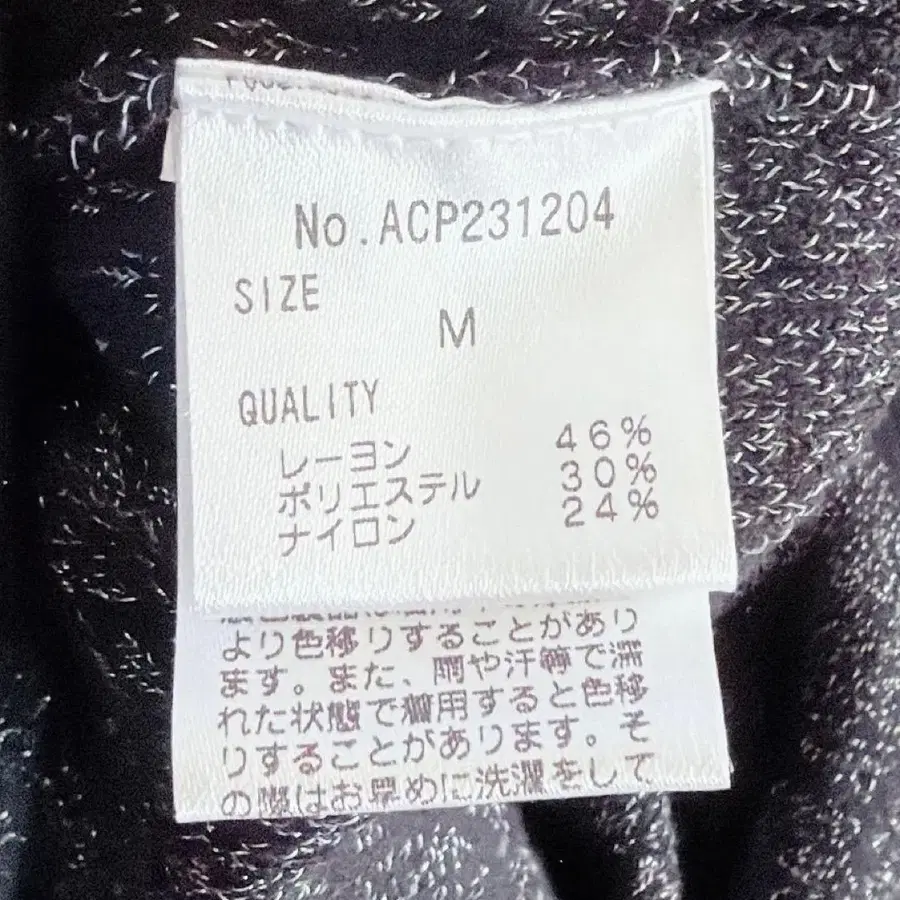 No.ACP231204
SIZE
M
QUALITY
レーヨン 46%
ポリエステル 30%
ナイロン 24%
より色移りすることがあり
ます。また、雨や汗等で濡
れた状態で着用すると色移
りすることがあります。そ
の際はお早めに洗濯をして